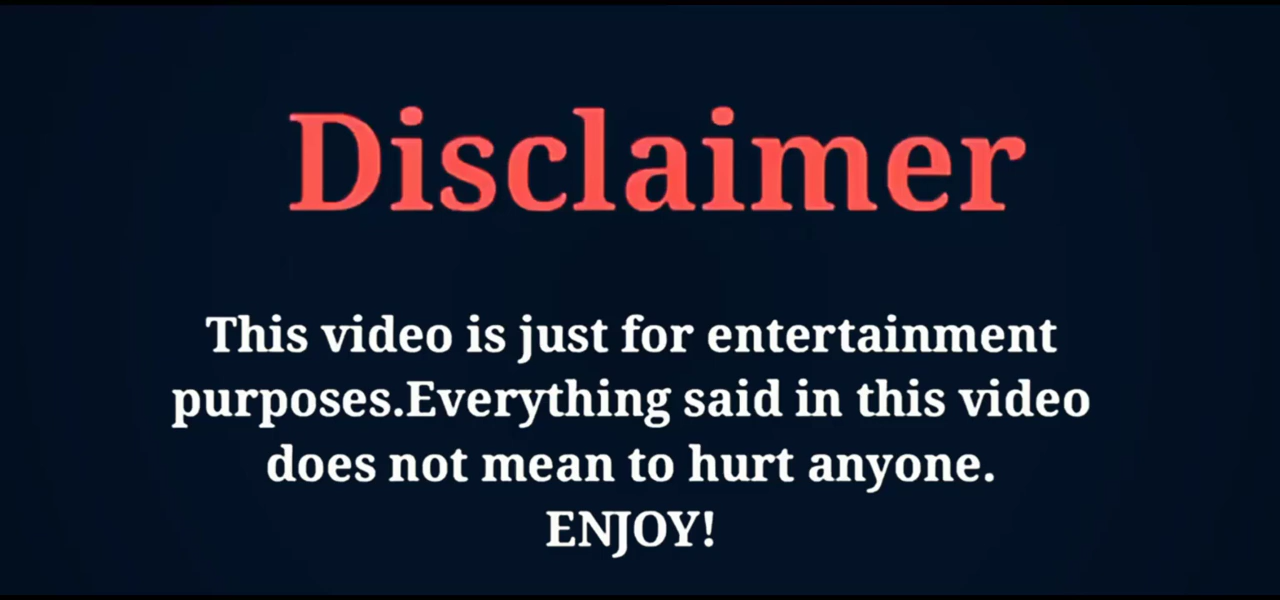 Disclaimer
This video is just for entertainment
purposes.Everything said in this video
does not mean to hurt anyone.
ENJOY!